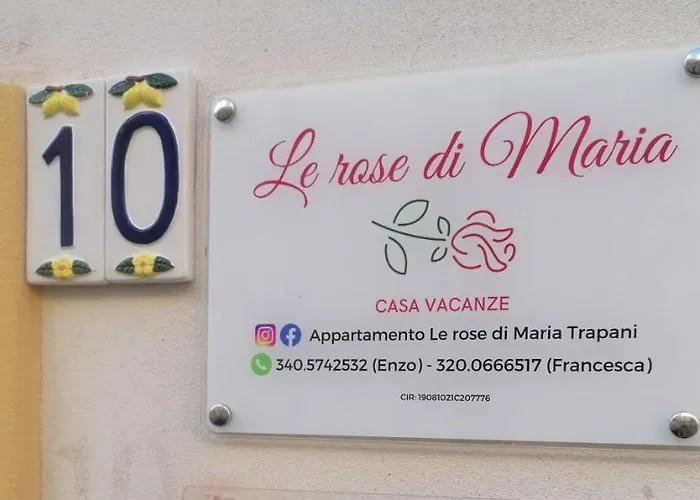 10
Le rose di Maria
CASA VACANZE
Appartamento Le rose di Maria Trapani
340.5742532 (Enzo) - 320.0666517 (Francesca)
CIR: 19081021C207776